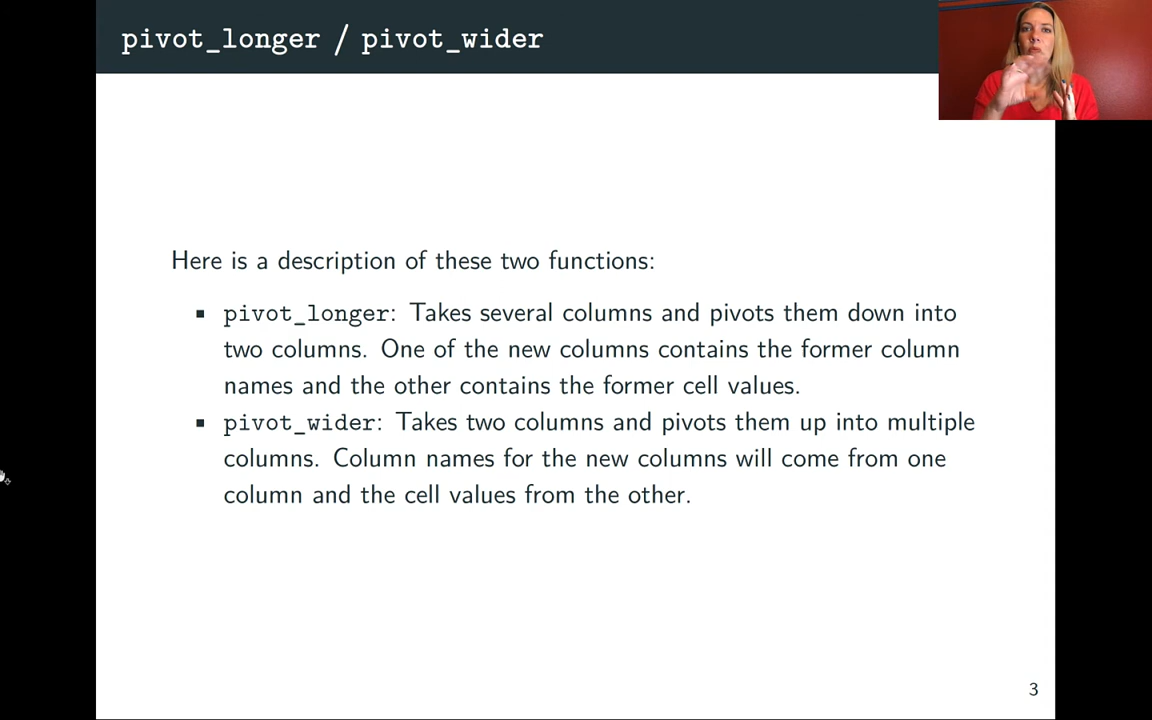 pivot_longer / pivot_wider
Here is a description of these two functions:
▪ pivot_longer: Takes several columns and pivots them down into
two columns. One of the new columns contains the former column
names and the other contains the former cell values.
▪ pivot_wider: Takes two columns and pivots them up into multiple
columns. Column names for the new columns will come from one
column and the cell values from the other.
3